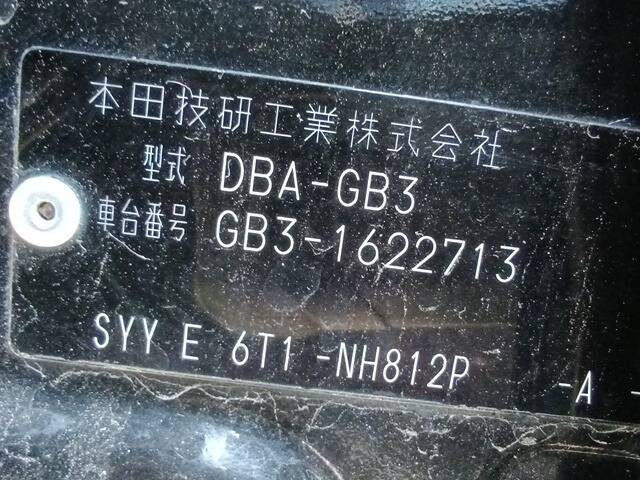 本田技研工業株式会社
型式 DBA-GB3
車台番号 GB3-1622713
SYY E 6T1 -NH812P -A -